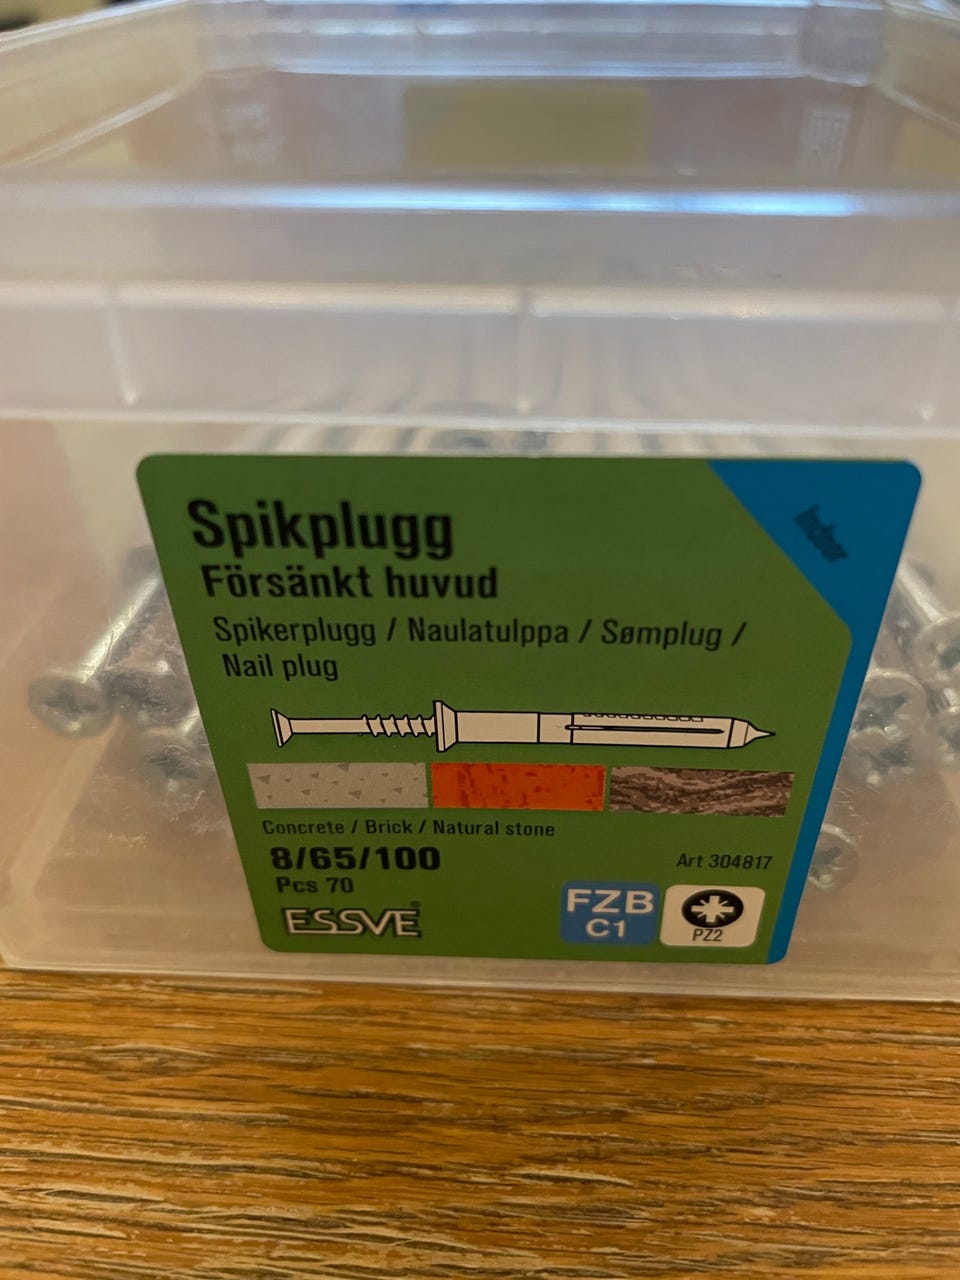 Spikplugg
Indoor
Försänkt huvud
Spikerplugg / Naulatulppa / Sømplug /
Nail plug
Concrete / Brick / Natural stone
8/65/100
Art 304817
Pcs 70
ESSVE®
FZB
C1
PZ2